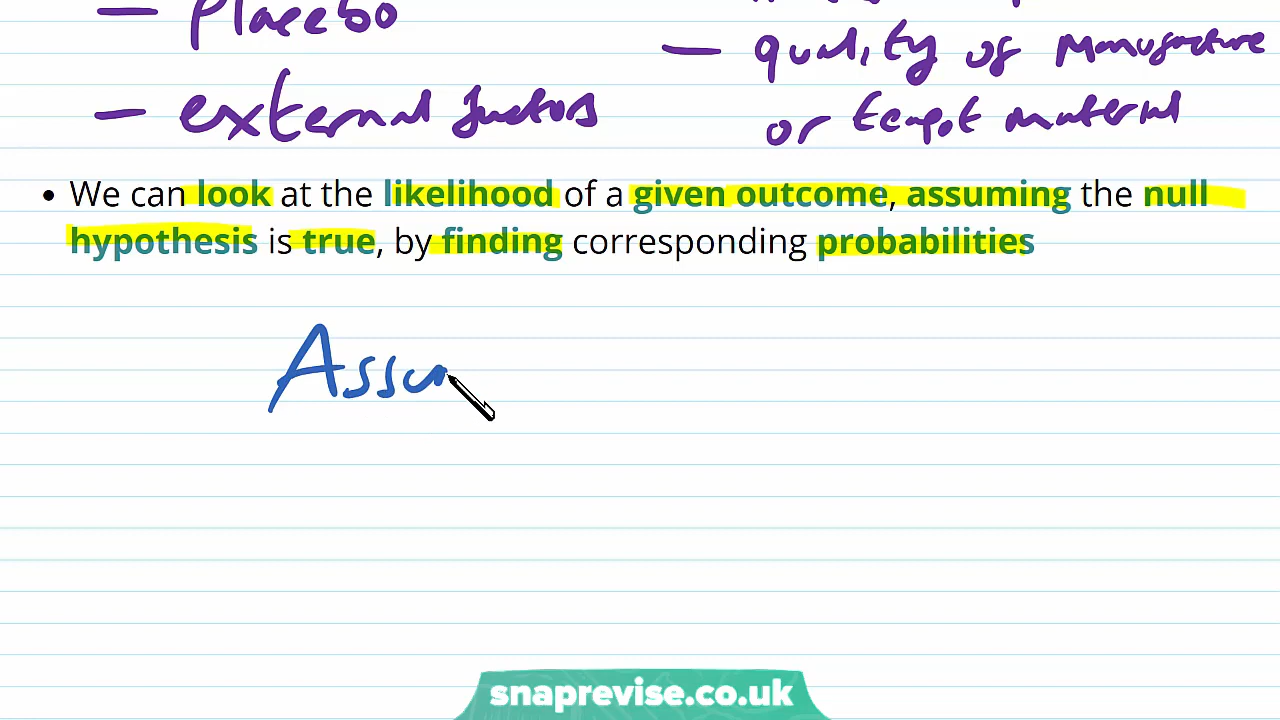 — Placebo
— quality of Manufacture
— external factors
or teapot material
• We can look at the likelihood of a given outcome, assuming the null
hypothesis is true, by finding corresponding probabilities
Assum
snaprevise.co.uk